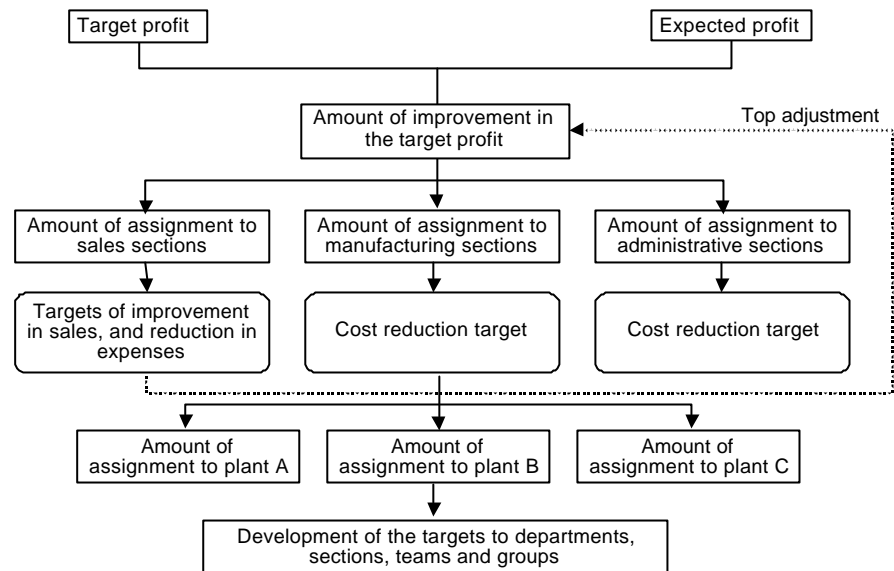 Target profit
Expected profit
Amount of improvement in
the target profit
Top adjustment
Amount of assignment to
sales sections
Amount of assignment to
manufacturing sections
Amount of assignment to
administrative sections
Targets of improvement
in sales, and reduction in
expenses
Cost reduction target
Cost reduction target
Amount of
assignment to plant A
Amount of
assignment to plant B
Amount of
assignment to plant C
Development of the targets to departments,
sections, teams and groups